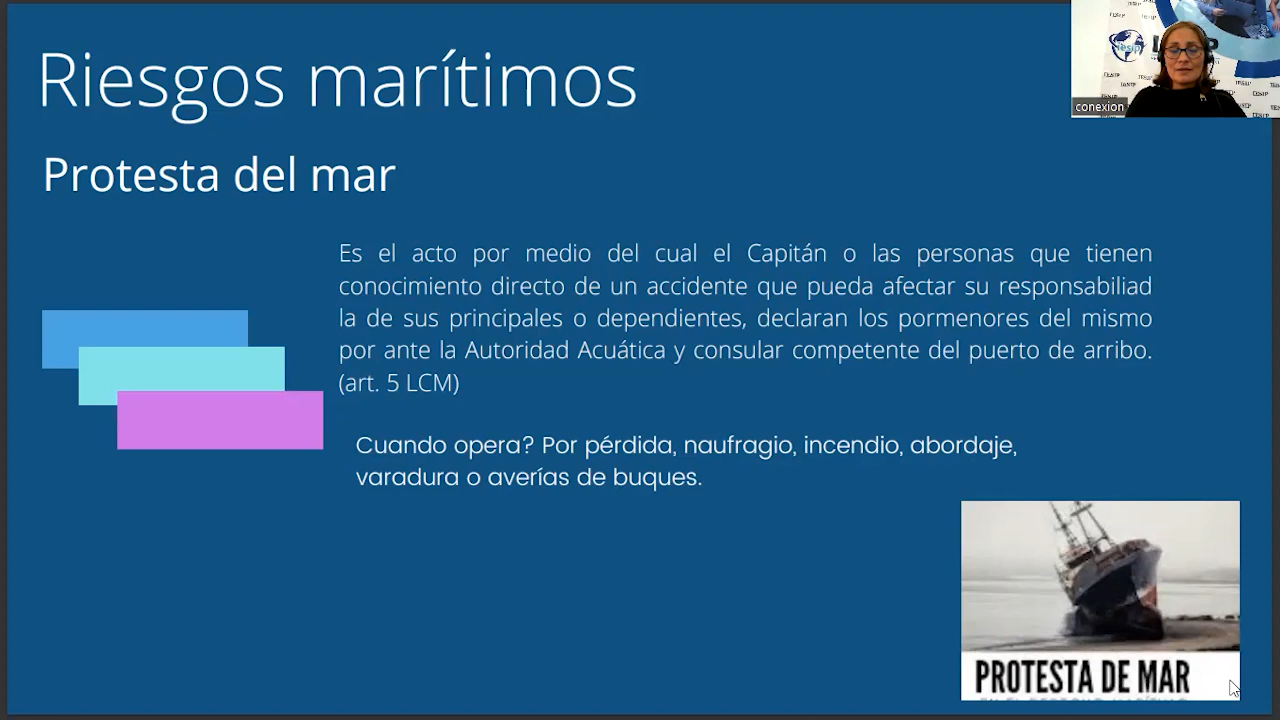 Riesgos marítimos
Protesta del mar
Es el acto por medio del cual el Capitán o las personas que tienen
conocimiento directo de un accidente que pueda afectar su responsabiliad
la de sus principales o dependientes, declaran los pormenores del mismo
por ante la Autoridad Acuática y consular competente del puerto de arribo.
(art. 5 LCM)
Cuando opera? Por pérdida, naufragio, incendio, abordaje,
varadura o averías de buques.
PROTESTA DE MAR
conexion
iesip